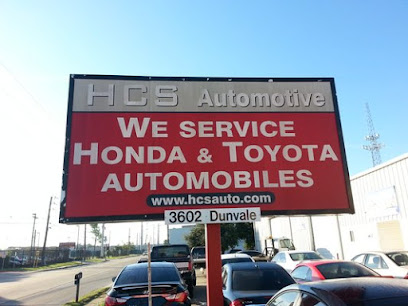 HCS Automotive
WE SERVICE
HONDA & TOYOTA
AUTOMOBILES
www.hcsauto.com
3602 Dunvale